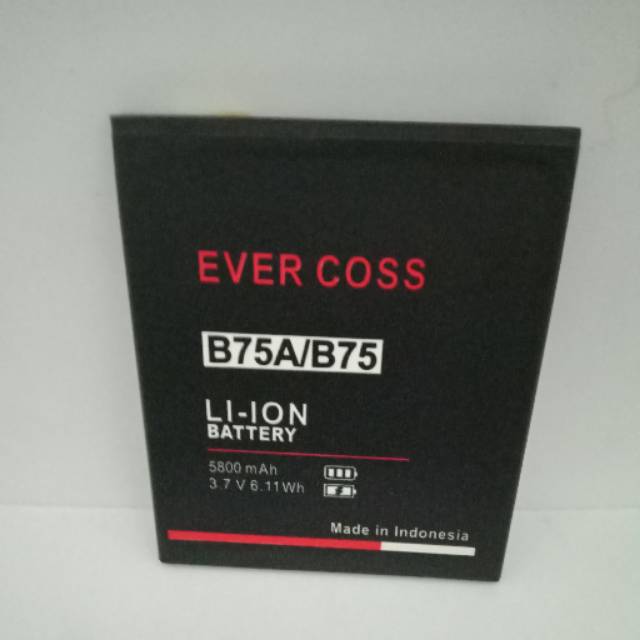 EVER COSS
B75A/B75
LI-ION
BATTERY
5800 mAh
3.7 V 6.11Wh
Made in Indonesia